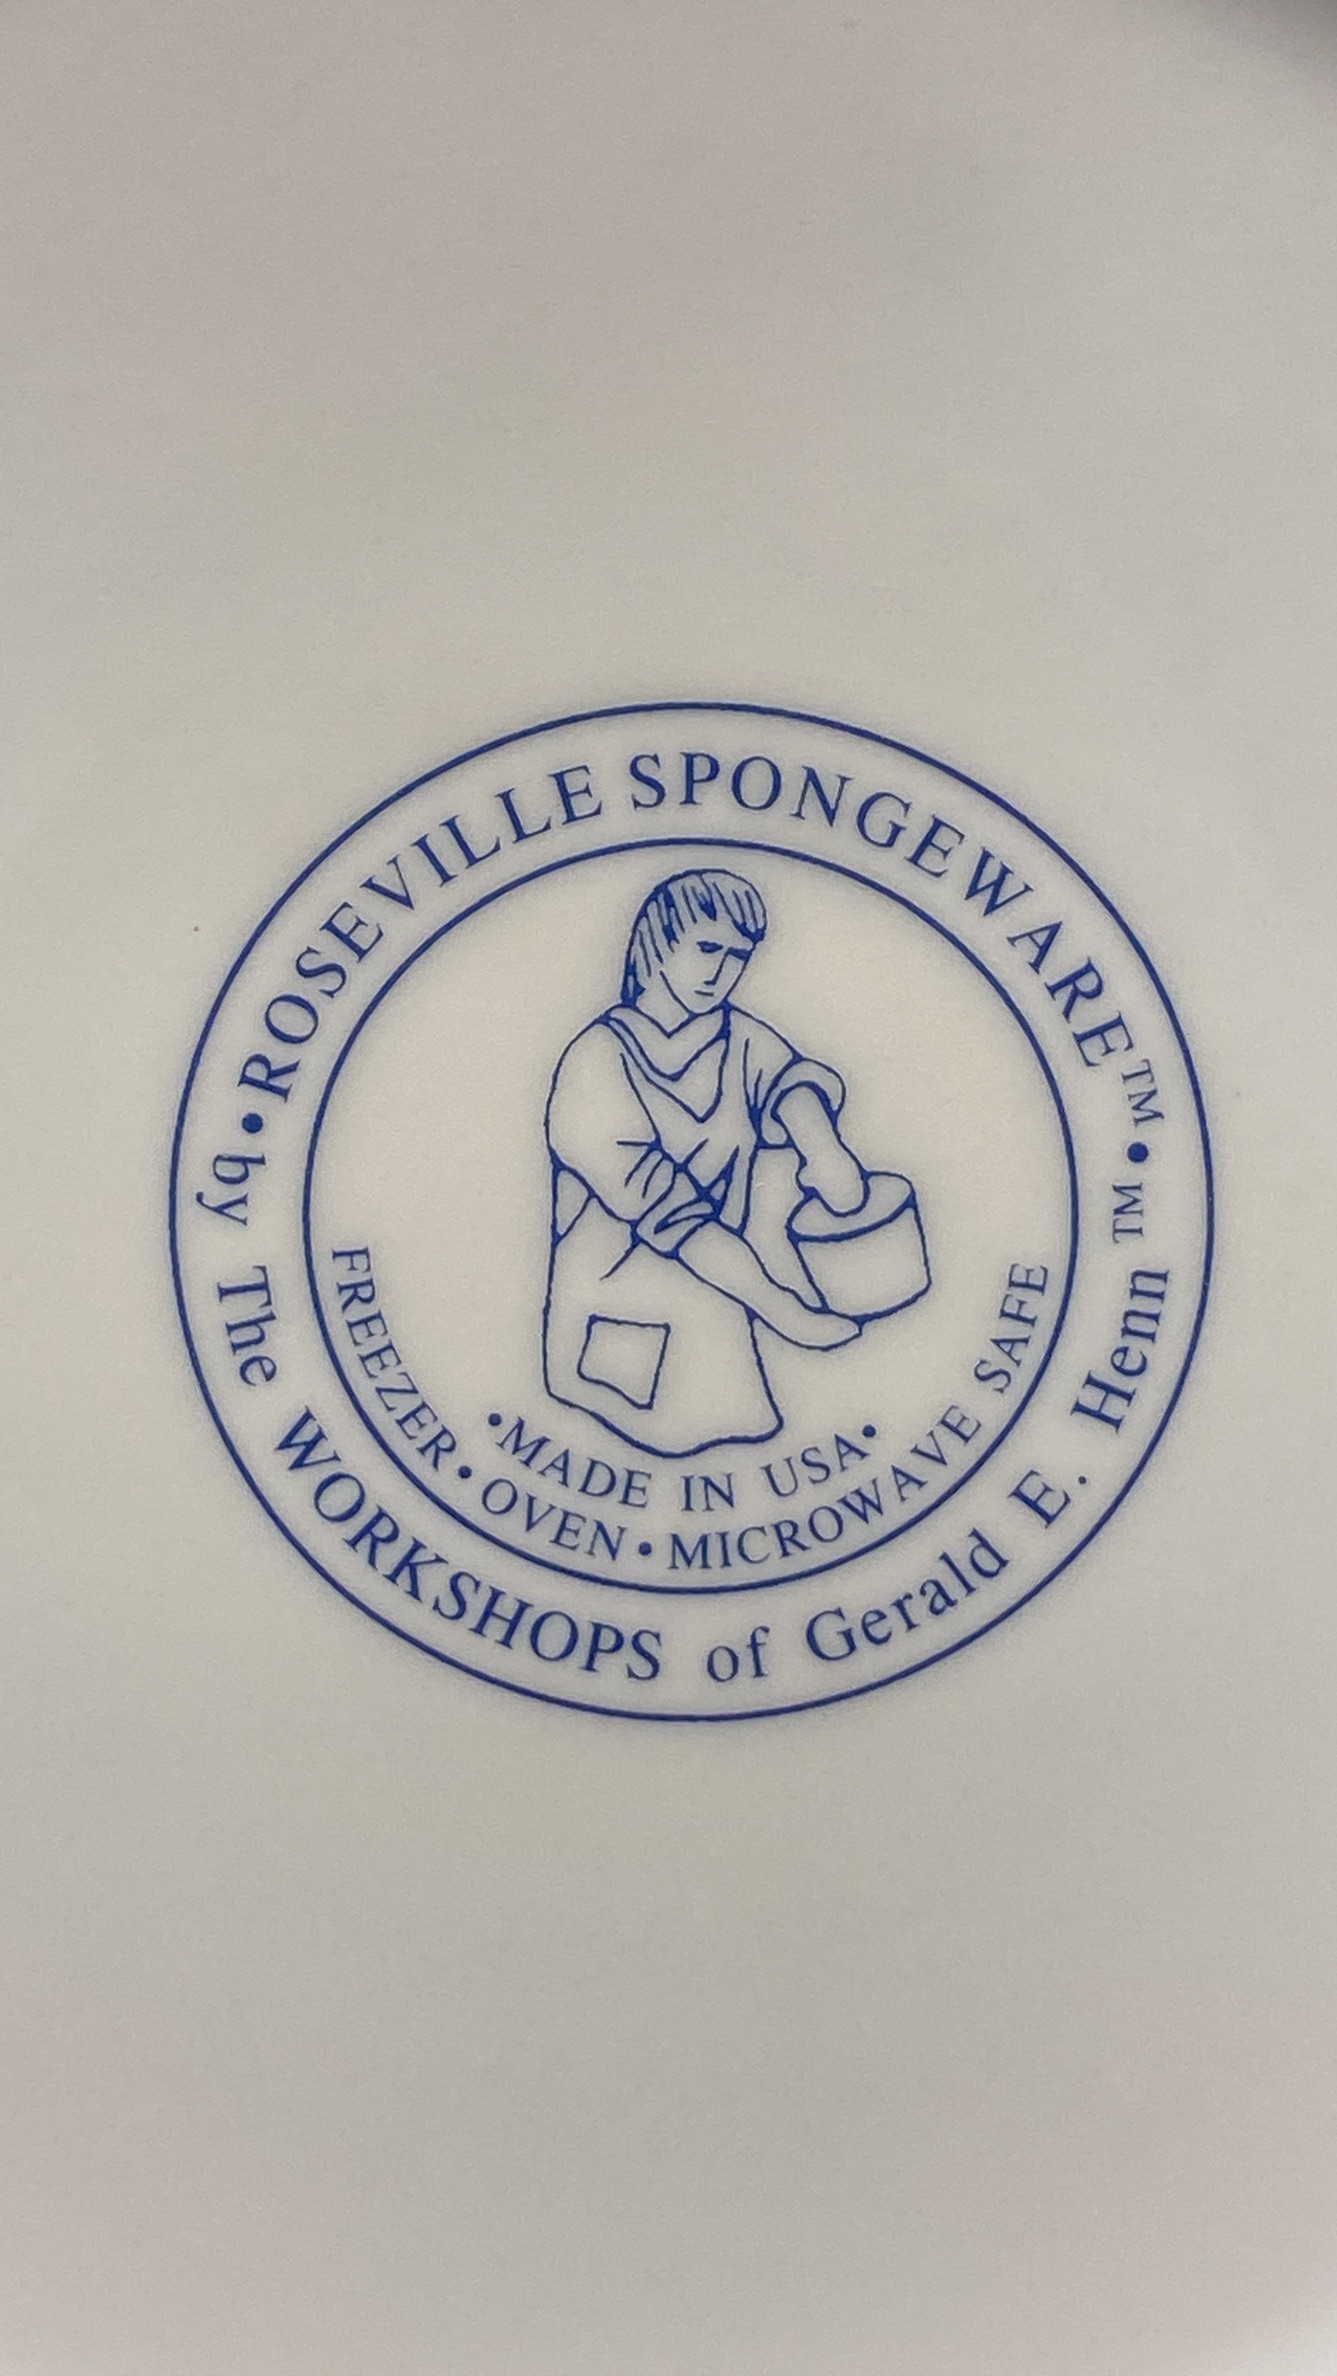 •ROSEVILLE SPONGEWARE™•
by The WORKSHOPS of Gerald E. Henn™
•MADE IN USA•
FREEZER•OVEN•MICROWAVE SAFE